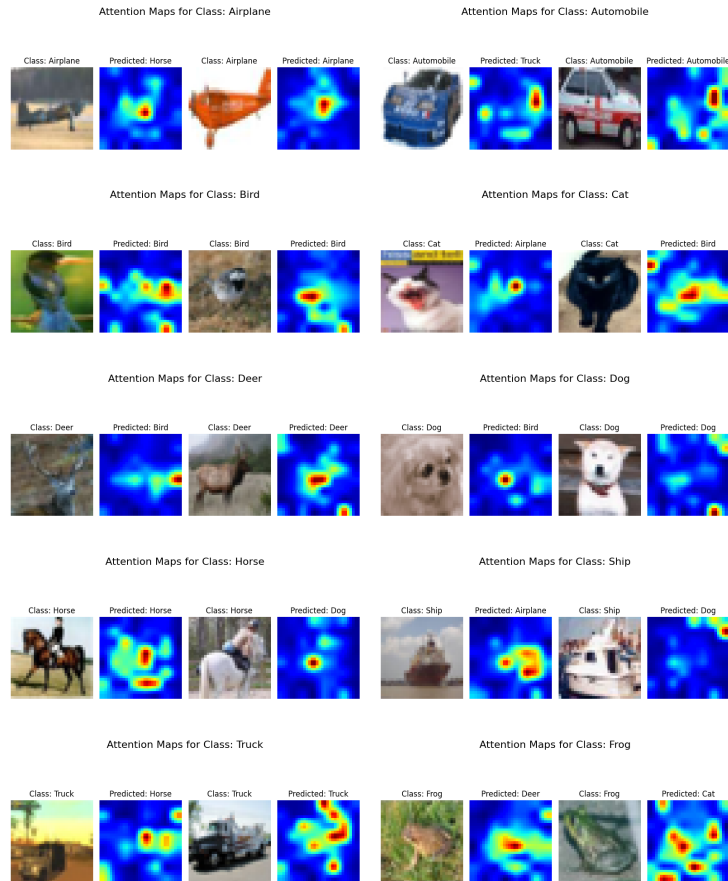 Attention Maps for Class: Airplane
Attention Maps for Class: Automobile
Class: Airplane
Predicted: Horse
Class: Airplane
Predicted: Airplane
Class: Automobile
Predicted: Truck
Class: Automobile
Predicted: Automobile
Attention Maps for Class: Bird
Attention Maps for Class: Cat
Class: Bird
Predicted: Bird
Class: Bird
Predicted: Bird
Class: Cat
Predicted: Airplane
Class: Cat
Predicted: Bird
Attention Maps for Class: Deer
Attention Maps for Class: Dog
Class: Deer
Predicted: Bird
Class: Deer
Predicted: Deer
Class: Dog
Predicted: Bird
Class: Dog
Predicted: Dog
Attention Maps for Class: Horse
Attention Maps for Class: Ship
Class: Horse
Predicted: Horse
Class: Horse
Predicted: Dog
Class: Ship
Predicted: Airplane
Class: Ship
Predicted: Dog
Attention Maps for Class: Truck
Attention Maps for Class: Frog
Class: Truck
Predicted: Horse
Class: Truck
Predicted: Truck
Class: Frog
Predicted: Deer
Class: Frog
Predicted: Cat